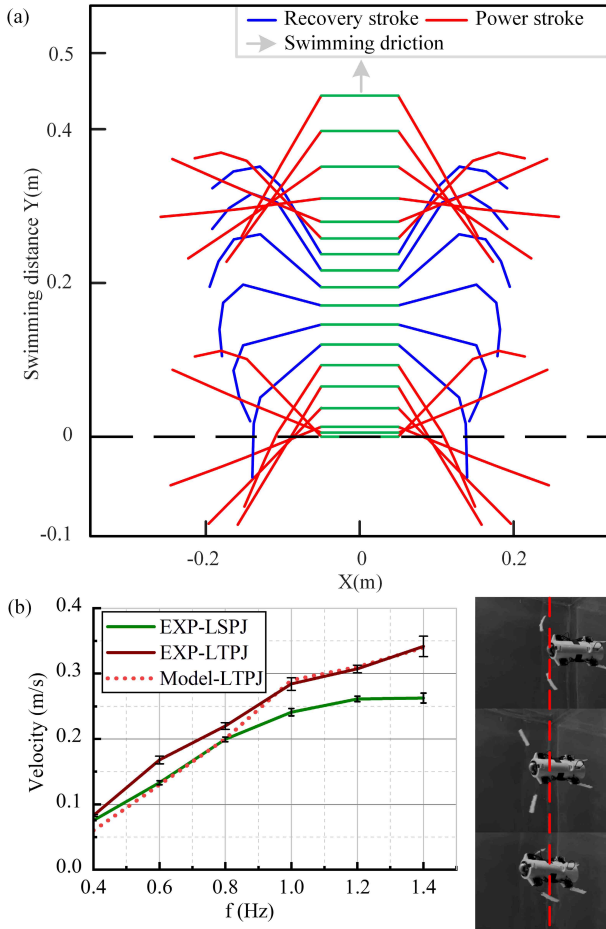 (a)
Recovery stroke Power stroke
Swimming driction
0.5
0.4
0.2
0
-0.1
Swimming distance Y(m)
-0.2 0 0.2
X(m)
(b)
0.4
0.3
0.2
0.1
0.0
Velocity (m/s)
EXP-LSPJ
EXP-LTPJ
Model-LTPJ
0.4 0.6 0.8 1.0 1.2 1.4
f (Hz)